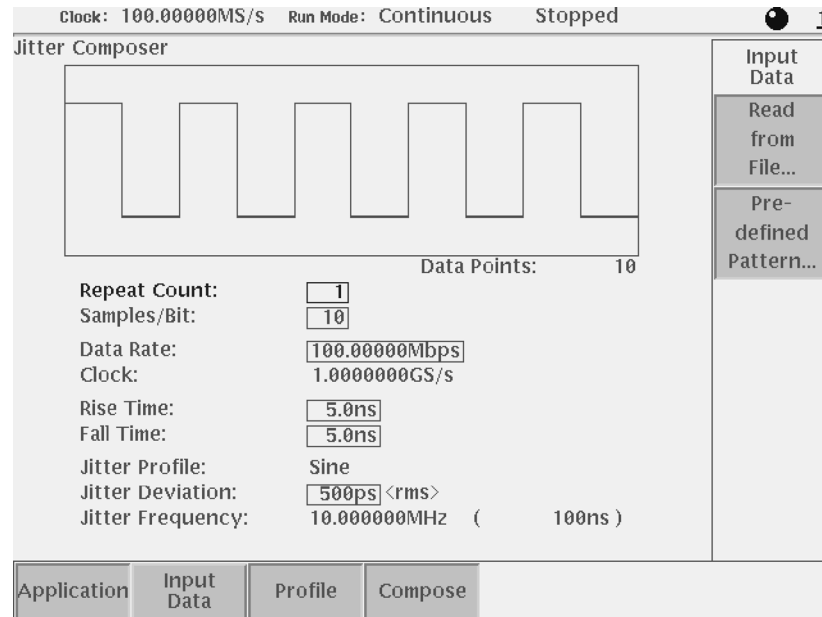 Clock: 100.00000MS/s Run Mode: Continuous Stopped
Jitter Composer
Input
Data
Read
from
File...
Pre-
defined
Pattern...
Data Points: 10
Repeat Count: 1
Samples/Bit: 10
Data Rate: 100.00000Mbps
Clock: 1.0000000GS/s
Rise Time: 5.0ns
Fall Time: 5.0ns
Jitter Profile: Sine
Jitter Deviation: 500ps <rms>
Jitter Frequency: 10.000000MHz ( 100ns )
Application
Input
Data
Profile
Compose